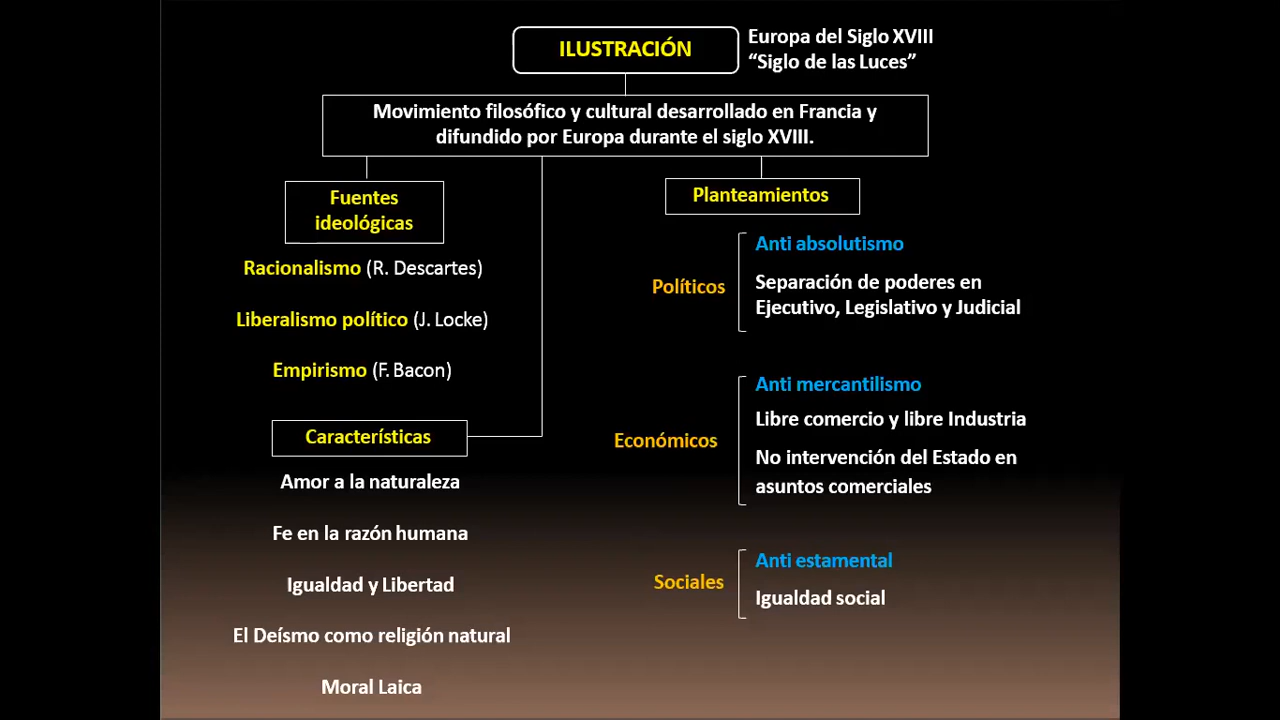 ILUSTRACIÓN
Europa del Siglo XVIII
“Siglo de las Luces”
Movimiento filosófico y cultural desarrollado en Francia y
difundido por Europa durante el siglo XVIII.
Fuentes
ideológicas
Racionalismo (R. Descartes)
Liberalismo político (J. Locke)
Empirismo (F. Bacon)
Características
Amor a la naturaleza
Fe en la razón humana
Igualdad y Libertad
El Deísmo como religión natural
Moral Laica
Planteamientos
Políticos
Anti absolutismo
Separación de poderes en
Ejecutivo, Legislativo y Judicial
Económicos
Anti mercantilismo
Libre comercio y libre Industria
No intervención del Estado en
asuntos comerciales
Sociales
Anti estamental
Igualdad social